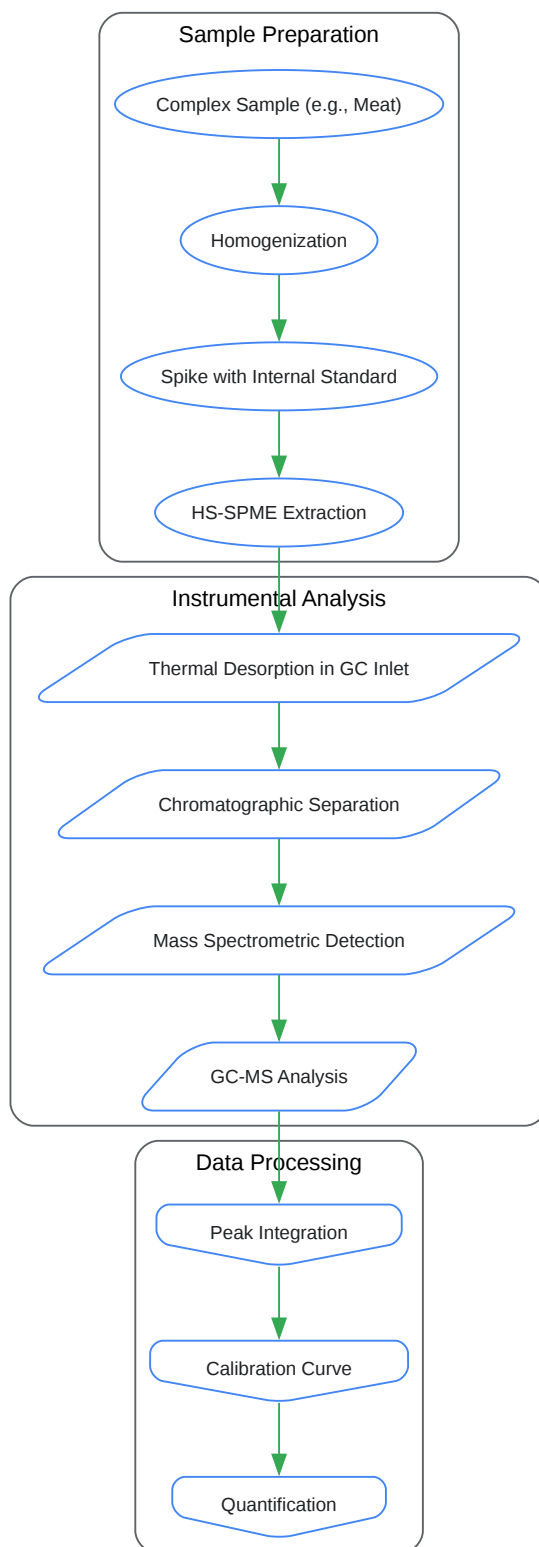 Sample Preparation
Complex Sample (e.g., Meat)
Homogenization
Spike with Internal Standard
HS-SPME Extraction
Instrumental Analysis
Thermal Desorption in GC Inlet
Chromatographic Separation
Mass Spectrometric Detection
GC-MS Analysis
Data Processing
Peak Integration
Calibration Curve
Quantification